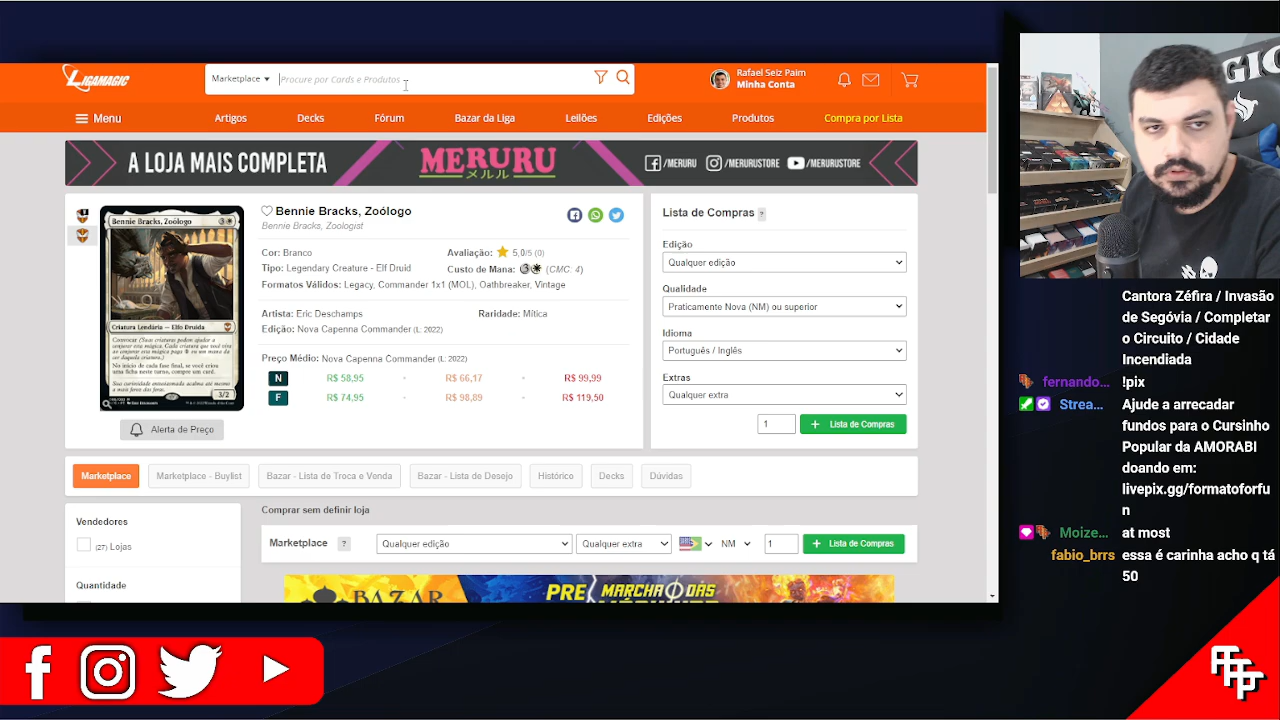 LIGAMAGIC
Marketplace
Procure por Cards e Produtos
Rafael Seiz Paim
Minha Conta
Menu
Artigos
Decks
Fórum
Bazar da Liga
Leilões
Edições
Produtos
Compra por Lista
A LOJA MAIS COMPLETA
MERURU
メルル
/MERURU
/MERURUSTORE
/MERURUSTORE
Bennie Bracks, Zoólogo
Criatura Lendária — Elfo Druida
3/2
Alerta de Preço
Bennie Bracks, Zoólogo
Bennie Bracks, Zoologist
Cor: Branco
Avaliação: 5,0/5 (0)
Tipo: Legendary Creature - Elf Druid
Custo de Mana: 3 (CMC: 4)
Formatos Válidos: Legacy, Commander 1x1 (MOL), Oathbreaker, Vintage
Artista: Eric Deschamps
Raridade: Mítica
Edição: Nova Capenna Commander (L: 2022)
Preço Médio: Nova Capenna Commander (L: 2022)
N R$ 58,95 - R$ 66,17 - R$ 99,99
F R$ 74,95 - R$ 98,89 - R$ 119,50
Lista de Compras ?
Edição
Qualquer edição
Qualidade
Praticamente Nova (NM) ou superior
Idioma
Português / Inglês
Extras
Qualquer extra
1
+ Lista de Compras
Marketplace
Marketplace - Buylist
Bazar - Lista de Troca e Venda
Bazar - Lista de Desejo
Histórico
Decks
Dúvidas
Vendedores
(27) Lojas
Quantidade
Comprar sem definir loja
Marketplace ?
Qualquer edição
Qualquer extra
NM
1
+ Lista de Compras
BAZAR
PRE MARCHA DAS
Cantora Zéfira / Invasão
de Segóvia / Completar
o Circuito / Cidade
Incendiada
fernando... !pix
Strea... Ajude a arrecadar
fundos para o Cursinho
Popular da AMORABI
doando em:
livepix.gg/formatoforfu
n
Moize... at most
fabio_brrs essa é carinha acho q tá
50